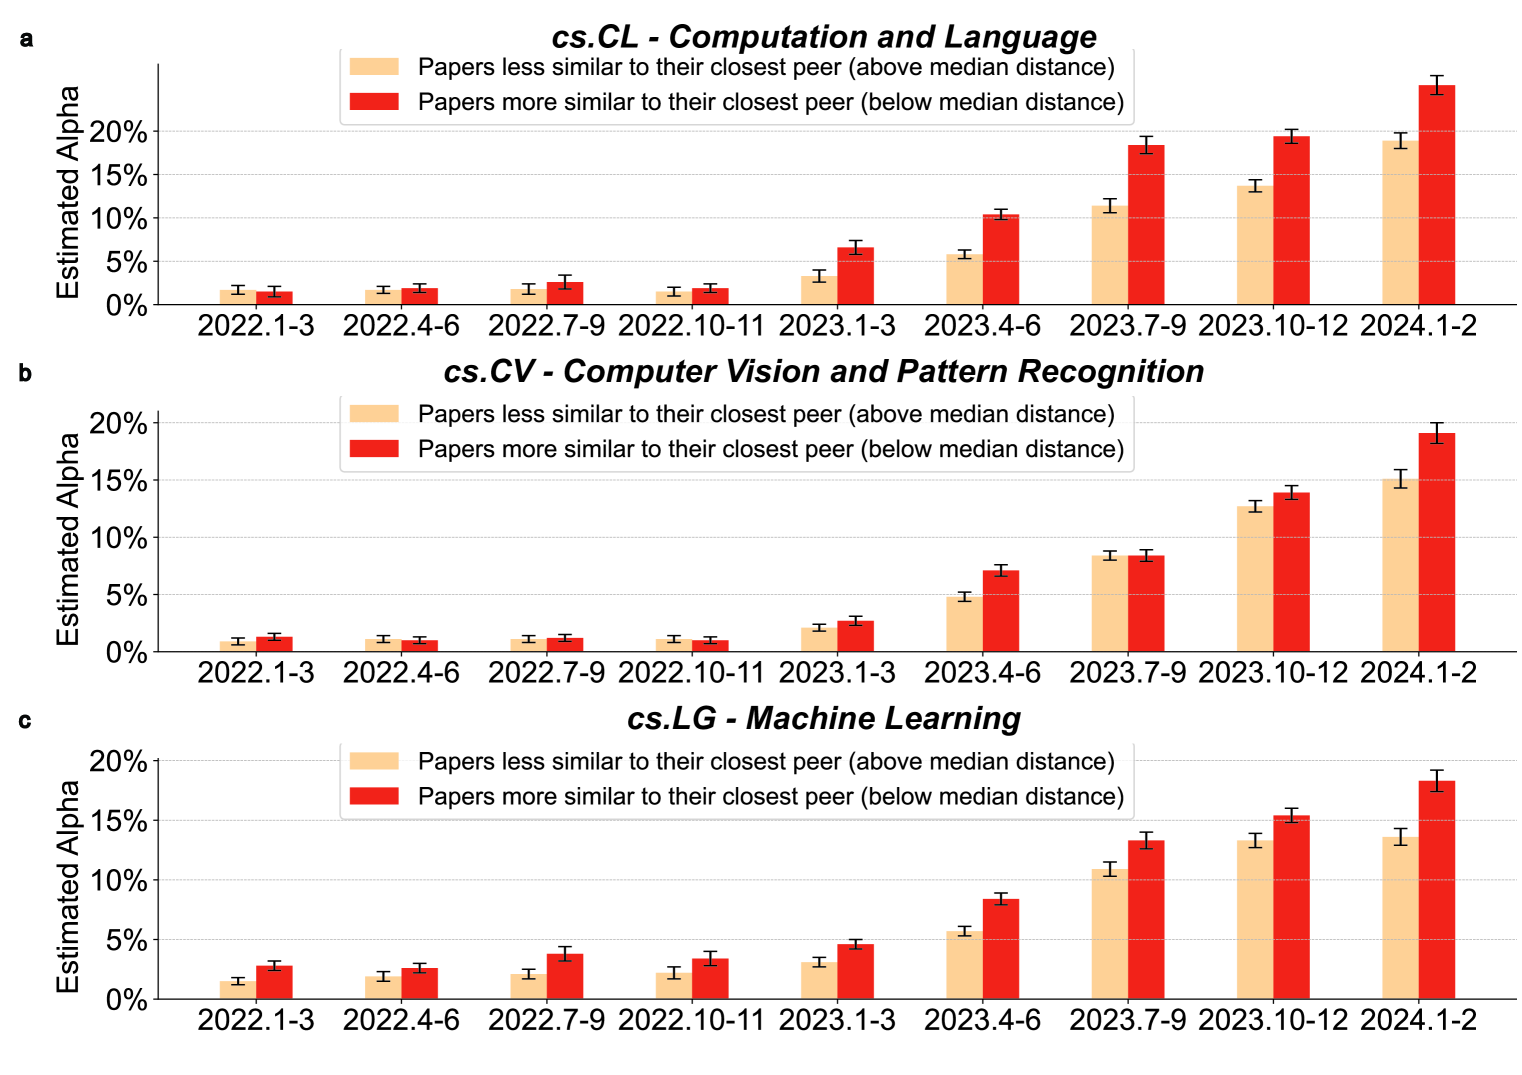 a
cs.CL - Computation and Language
Papers less similar to their closest peer (above median distance)
Papers more similar to their closest peer (below median distance)
Estimated Alpha
20%
15%
10%
5%
0%
2022.1-3 2022.4-6 2022.7-9 2022.10-11 2023.1-3 2023.4-6 2023.7-9 2023.10-12 2024.1-2
b
cs.CV - Computer Vision and Pattern Recognition
Papers less similar to their closest peer (above median distance)
Papers more similar to their closest peer (below median distance)
Estimated Alpha
20%
15%
10%
5%
0%
2022.1-3 2022.4-6 2022.7-9 2022.10-11 2023.1-3 2023.4-6 2023.7-9 2023.10-12 2024.1-2
c
cs.LG - Machine Learning
Papers less similar to their closest peer (above median distance)
Papers more similar to their closest peer (below median distance)
Estimated Alpha
20%
15%
10%
5%
0%
2022.1-3 2022.4-6 2022.7-9 2022.10-11 2023.1-3 2023.4-6 2023.7-9 2023.10-12 2024.1-2